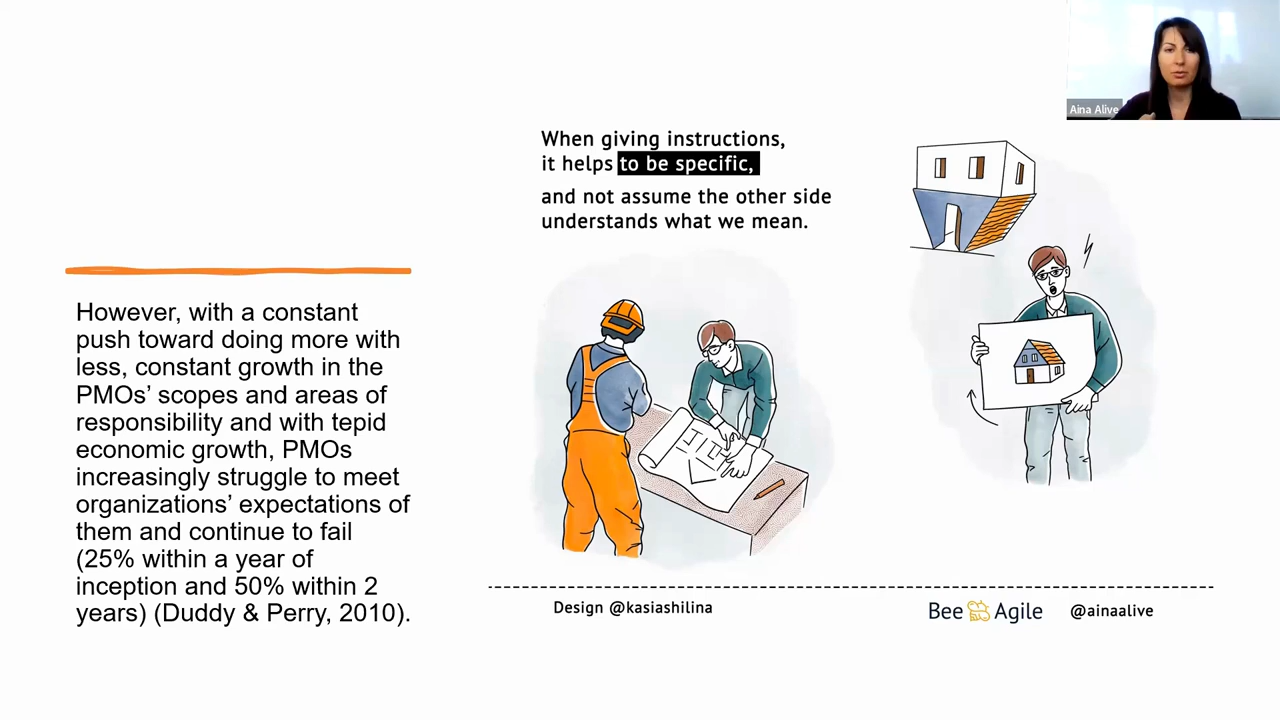 Aina Alive
When giving instructions,
it helps to be specific,
and not assume the other side
understands what we mean.
However, with a constant
push toward doing more with
less, constant growth in the
PMOs’ scopes and areas of
responsibility and with tepid
economic growth, PMOs
increasingly struggle to meet
organizations’ expectations of
them and continue to fail
(25% within a year of
inception and 50% within 2
years) (Duddy & Perry, 2010).
Design @kasiashilina
Bee Agile @ainaalive